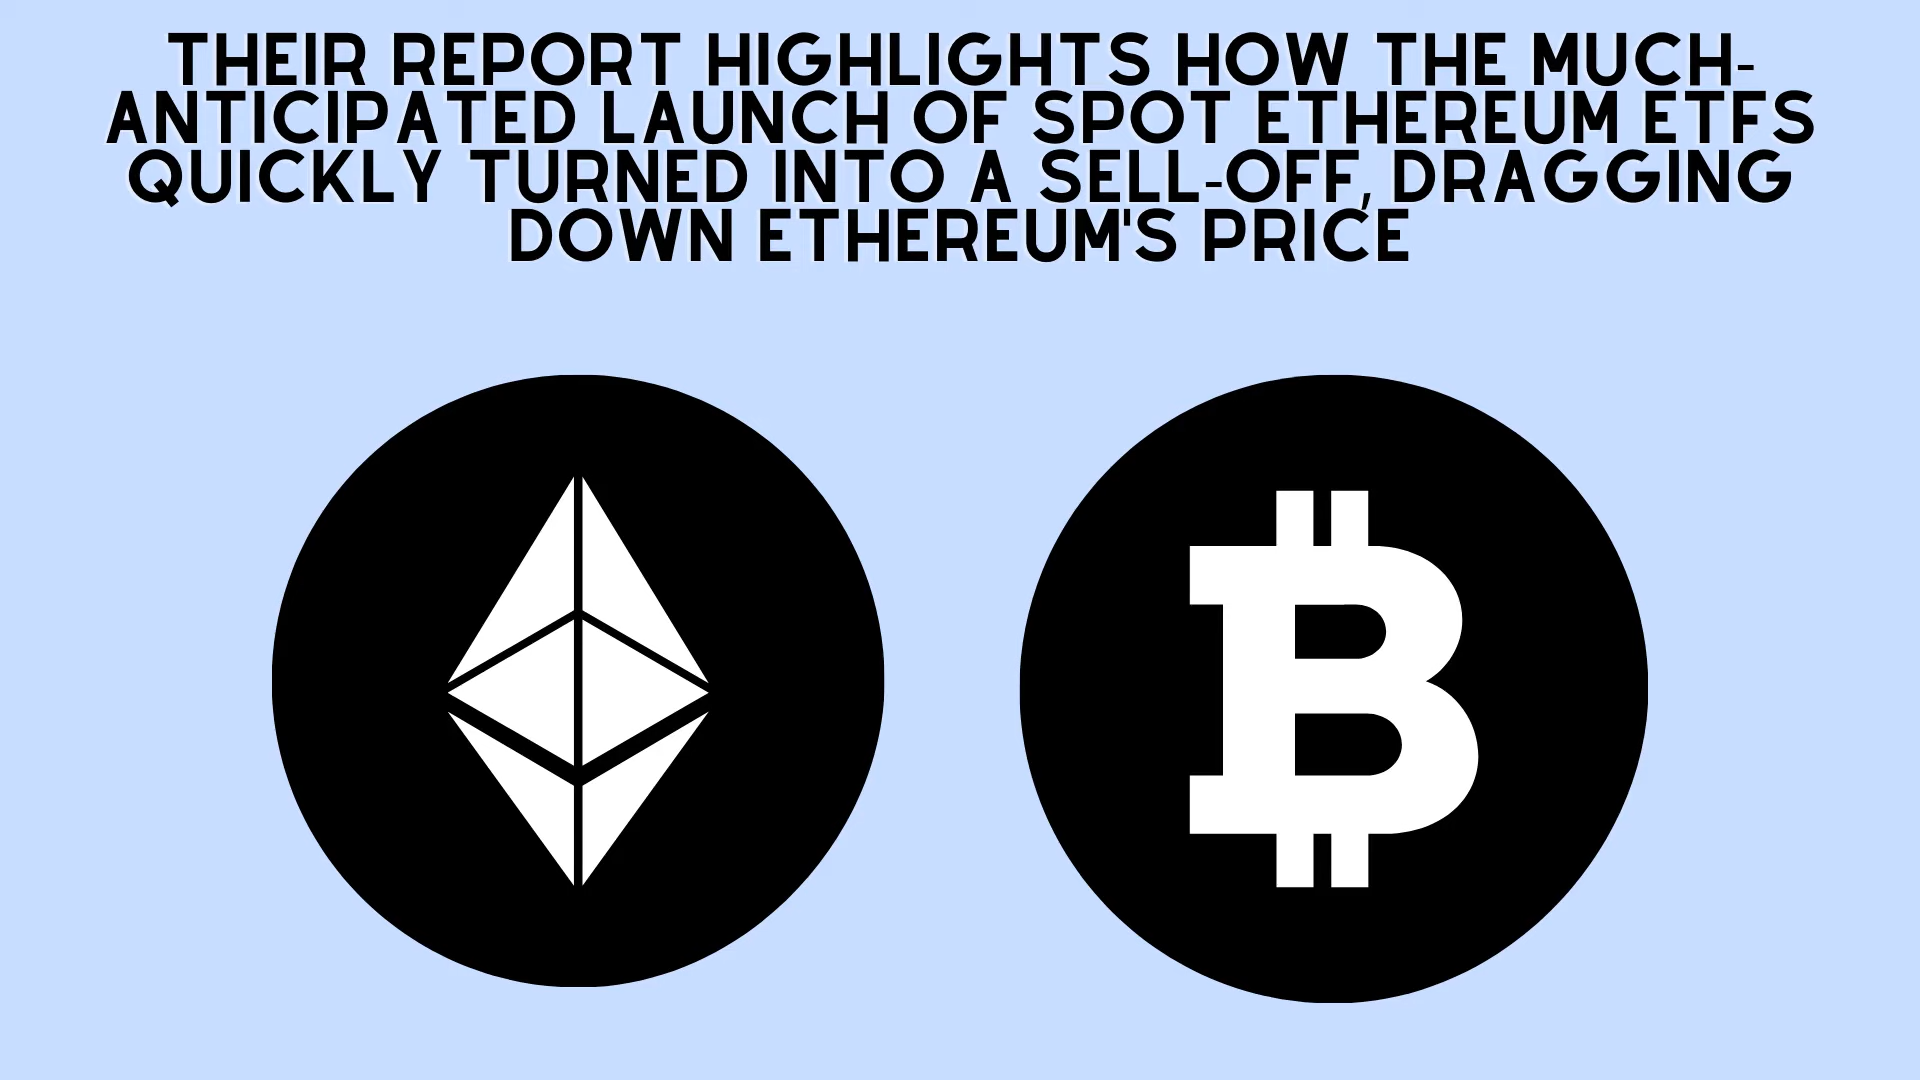 THEIR REPORT HIGHLIGHTS HOW THE MUCH-
ANTICIPATED LAUNCH OF SPOT ETHEREUM ETFS
QUICKLY TURNED INTO A SELL-OFF, DRAGGING
DOWN ETHEREUM'S PRICE